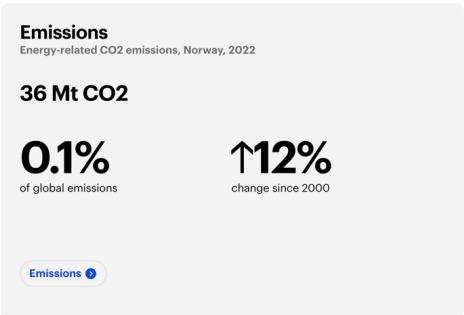 Emissions
Energy-related CO2 emissions, Norway, 2022
36 Mt CO2
0.1%
of global emissions
↑12%
change since 2000
Emissions